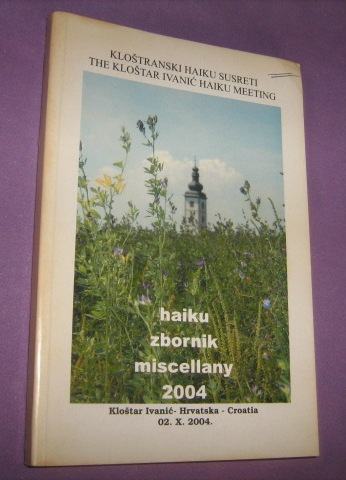 KLOŠTRANSKI HAIKU SUSRETI
THE KLOŠTAR IVANIĆ HAIKU MEETING
haiku
zbornik
miscellany
2004
Kloštar Ivanić- Hrvatska - Croatia
02. X. 2004.